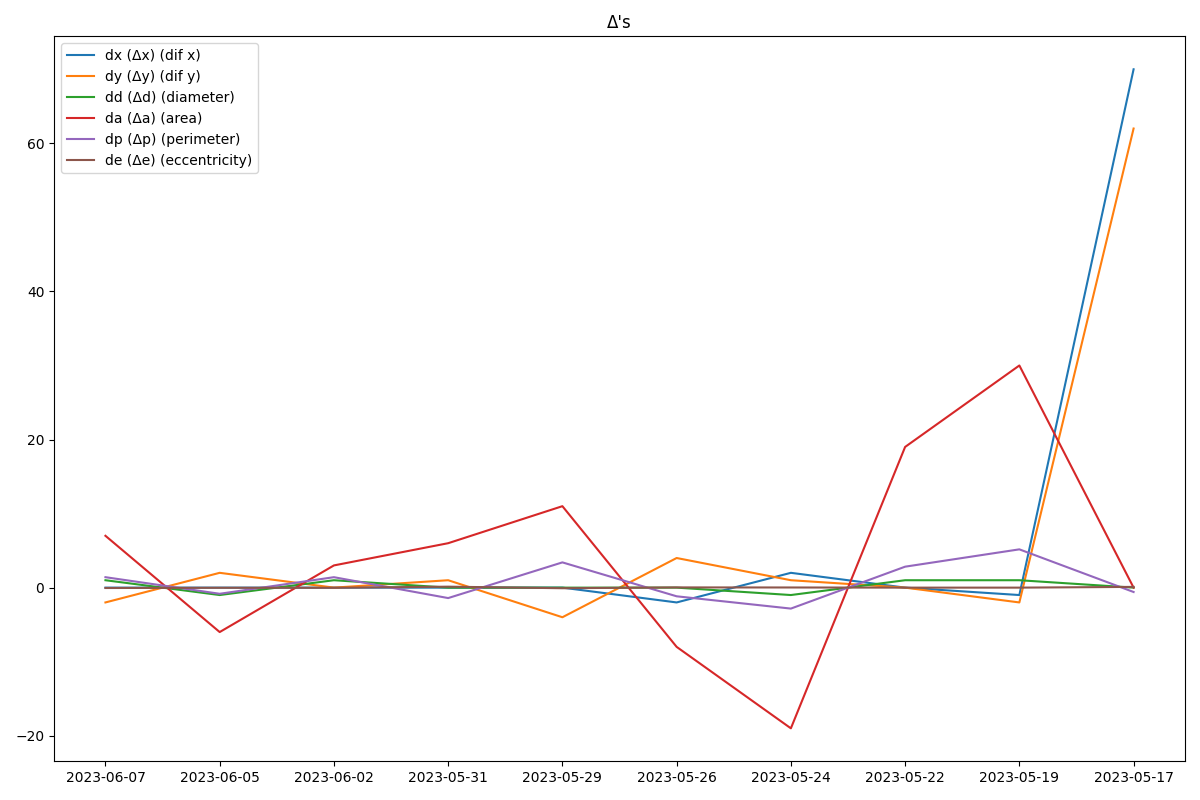 Δ's
dx (Δx) (dif x)
dy (Δy) (dif y)
dd (Δd) (diameter)
da (Δa) (area)
dp (Δp) (perimeter)
de (Δe) (eccentricity)
60
40
20
0
−20
2023-06-07 2023-06-05 2023-06-02 2023-05-31 2023-05-29 2023-05-26 2023-05-24 2023-05-22 2023-05-19 2023-05-17